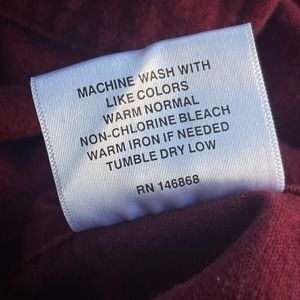 MACHINE WASH WITH
LIKE COLORS
WARM NORMAL
NON-CHLORINE BLEACH
WARM IRON IF NEEDED
TUMBLE DRY LOW
RN 146868